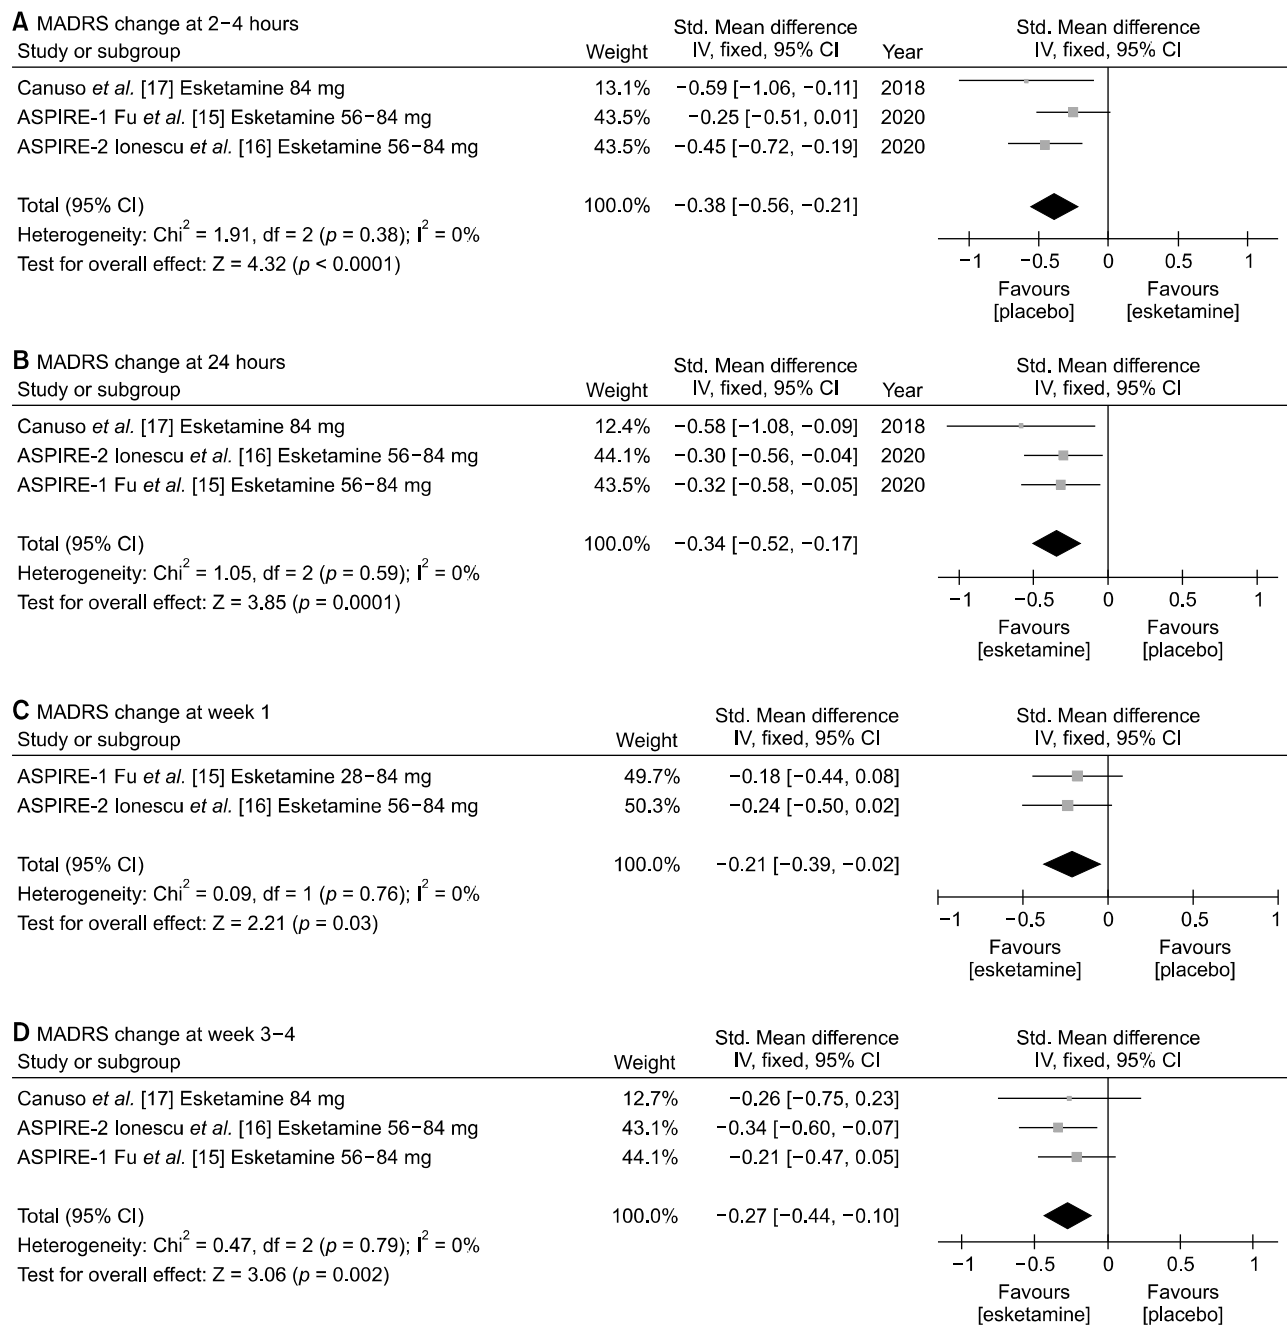 A MADRS change at 2−4 hours
Std. Mean difference Std. Mean difference
Study or subgroup Weight IV, fixed, 95% CI Year IV, fixed, 95% CI
Canuso et al. [17] Esketamine 84 mg 13.1% −0.59 [−1.06, −0.11] 2018
ASPIRE-1 Fu et al. [15] Esketamine 56−84 mg 43.5% −0.25 [−0.51, 0.01] 2020
ASPIRE-2 Ionescu et al. [16] Esketamine 56−84 mg 43.5% −0.45 [−0.72, −0.19] 2020
Total (95% CI) 100.0% −0.38 [−0.56, −0.21]
Heterogeneity: Chi² = 1.91, df = 2 (p = 0.38); I² = 0%
Test for overall effect: Z = 4.32 (p < 0.0001)
−1 −0.5 0 0.5 1
Favours Favours
[placebo] [esketamine]
B MADRS change at 24 hours
Std. Mean difference Std. Mean difference
Study or subgroup Weight IV, fixed, 95% CI Year IV, fixed, 95% CI
Canuso et al. [17] Esketamine 84 mg 12.4% −0.58 [−1.08, −0.09] 2018
ASPIRE-2 Ionescu et al. [16] Esketamine 56−84 mg 44.1% −0.30 [−0.56, −0.04] 2020
ASPIRE-1 Fu et al. [15] Esketamine 56−84 mg 43.5% −0.32 [−0.58, −0.05] 2020
Total (95% CI) 100.0% −0.34 [−0.52, −0.17]
Heterogeneity: Chi² = 1.05, df = 2 (p = 0.59); I² = 0%
Test for overall effect: Z = 3.85 (p = 0.0001)
−1 −0.5 0 0.5 1
Favours Favours
[esketamine] [placebo]
C MADRS change at week 1
Std. Mean difference Std. Mean difference
Study or subgroup Weight IV, fixed, 95% CI IV, fixed, 95% CI
ASPIRE-1 Fu et al. [15] Esketamine 28−84 mg 49.7% −0.18 [−0.44, 0.08]
ASPIRE-2 Ionescu et al. [16] Esketamine 56−84 mg 50.3% −0.24 [−0.50, 0.02]
Total (95% CI) 100.0% −0.21 [−0.39, −0.02]
Heterogeneity: Chi² = 0.09, df = 1 (p = 0.76); I² = 0%
Test for overall effect: Z = 2.21 (p = 0.03)
−1 −0.5 0 0.5 1
Favours Favours
[esketamine] [placebo]
D MADRS change at week 3−4
Std. Mean difference Std. Mean difference
Study or subgroup Weight IV, fixed, 95% CI IV, fixed, 95% CI
Canuso et al. [17] Esketamine 84 mg 12.7% −0.26 [−0.75, 0.23]
ASPIRE-2 Ionescu et al. [16] Esketamine 56−84 mg 43.1% −0.34 [−0.60, −0.07]
ASPIRE-1 Fu et al. [15] Esketamine 56−84 mg 44.1% −0.21 [−0.47, 0.05]
Total (95% CI) 100.0% −0.27 [−0.44, −0.10]
Heterogeneity: Chi² = 0.47, df = 2 (p = 0.79); I² = 0%
Test for overall effect: Z = 3.06 (p = 0.002)
−1 −0.5 0 0.5 1
Favours Favours
[esketamine] [placebo]